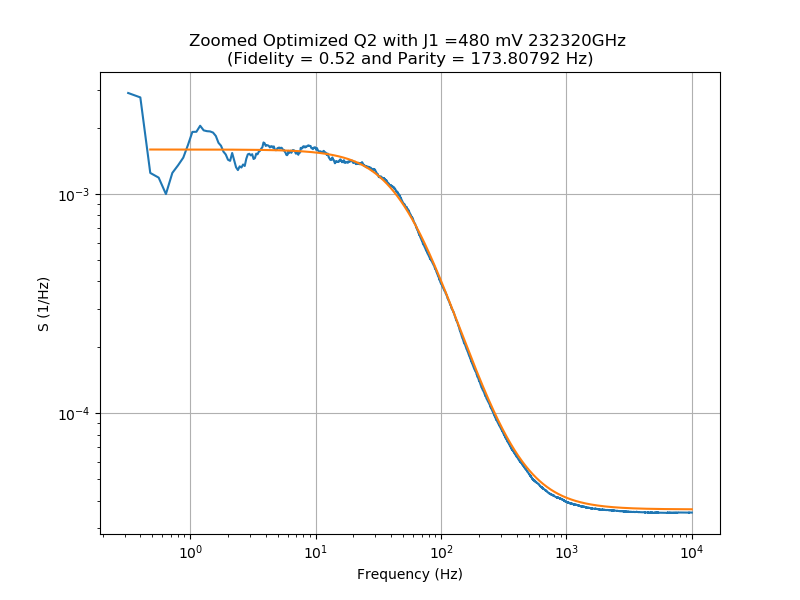 Zoomed Optimized Q2 with J1 =480 mV 232320GHz
(Fidelity = 0.52 and Parity = 173.80792 Hz)
S (1/Hz)
10⁻³
10⁻⁴
10⁰ 10¹ 10² 10³ 10⁴
Frequency (Hz)